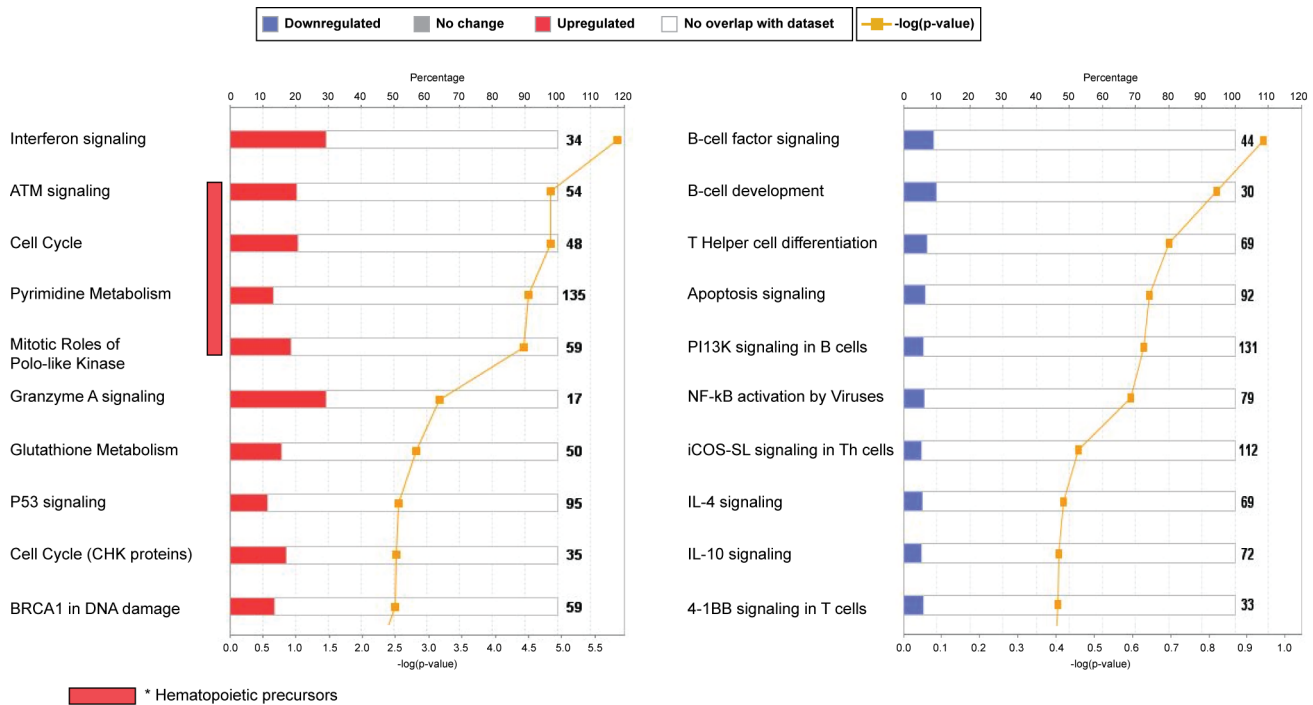 Downregulated No change Upregulated No overlap with dataset -log(p-value)
Percentage
0 10 20 30 40 50 60 70 80 90 100 110 120
Interferon signaling 34
ATM signaling 54
Cell Cycle 48
Pyrimidine Metabolism 135
Mitotic Roles of 59
Polo-like Kinase
Granzyme A signaling 17
Glutathione Metabolism 50
P53 signaling 95
Cell Cycle (CHK proteins) 35
BRCA1 in DNA damage 59
0.0 0.5 1.0 1.5 2.0 2.5 3.0 3.5 4.0 4.5 5.0 5.5
-log(p-value)
* Hematopoietic precursors
Percentage
0 10 20 30 40 50 60 70 80 90 100 110 120
B-cell factor signaling 44
B-cell development 30
T Helper cell differentiation 69
Apoptosis signaling 92
PI13K signaling in B cells 131
NF-kB activation by Viruses 79
iCOS-SL signaling in Th cells 112
IL-4 signaling 69
IL-10 signaling 72
4-1BB signaling in T cells 33
0.0 0.1 0.2 0.3 0.4 0.5 0.6 0.7 0.8 0.9 1.0
-log(p-value)